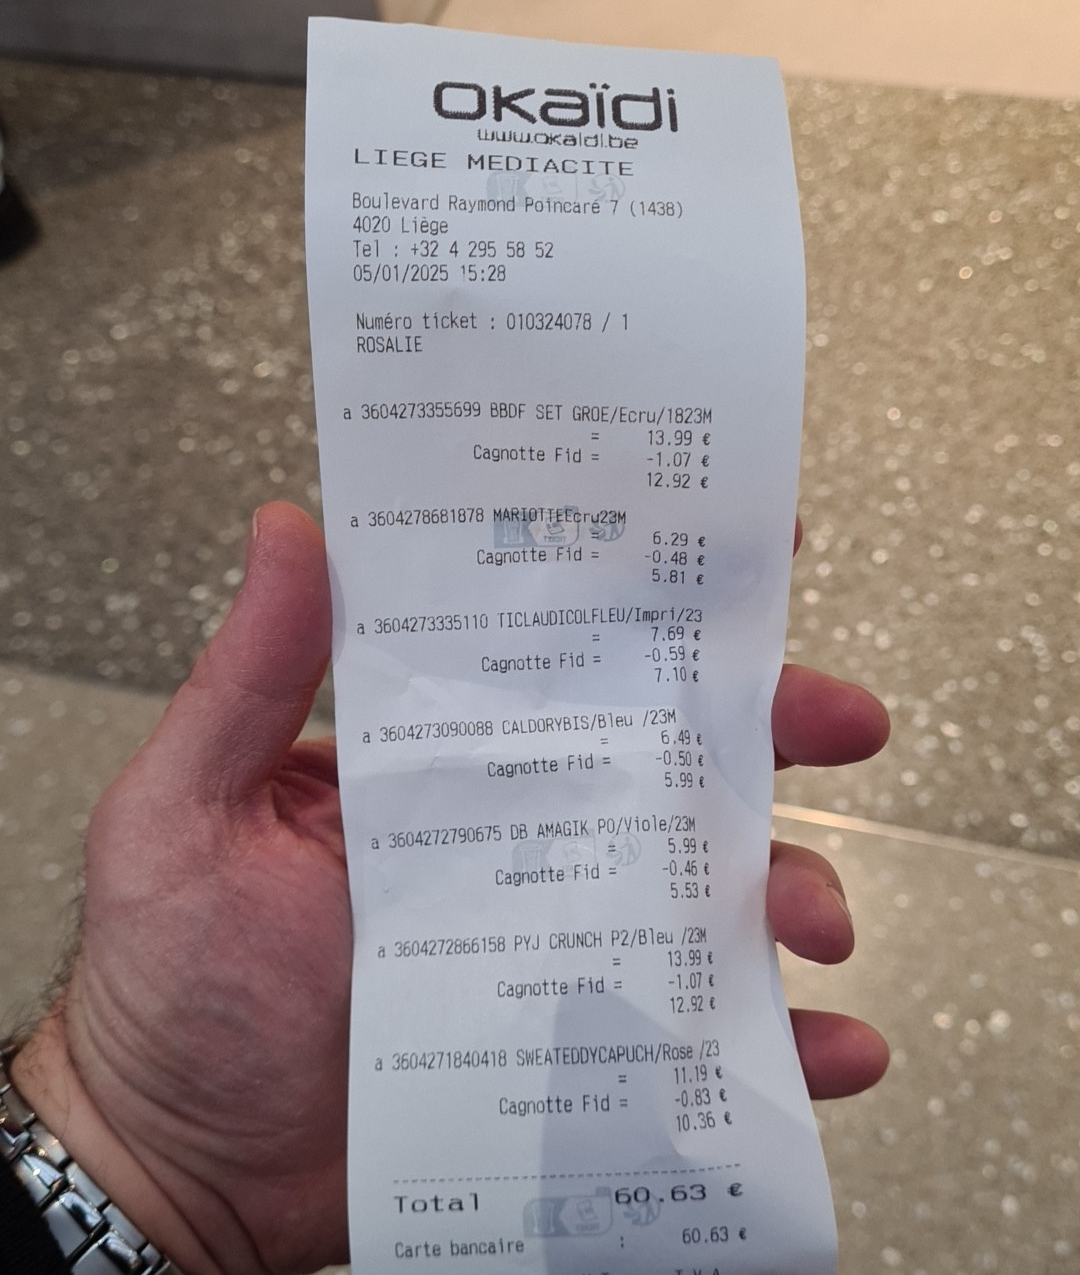 Okaïdi
www.okaidi.be
LIEGE MEDIACITE
Boulevard Raymond Poincaré 7 (1438)
4020 Liège
Tel : +32 4 295 58 52
05/01/2025 15:28
Numéro ticket : 010324078 / 1
ROSALIE
a 3604273355699 BBDF SET GROE/Ecru/1823M
= 13.99 €
Cagnotte Fid = -1.07 €
12.92 €
a 3604278681878 MARIOTTEEcru23M
= 6.29 €
Cagnotte Fid = -0.48 €
5.81 €
a 3604273335110 TICLAUDICOLFLEU/Impri/23
= 7.69 €
Cagnotte Fid = -0.59 €
7.10 €
a 3604273090088 CALDORYBIS/Bleu /23M
= 6.49 €
Cagnotte Fid = -0.50 €
5.99 €
a 3604272790675 DB AMAGIK PO/Viole/23M
= 5.99 €
Cagnotte Fid = -0.46 €
5.53 €
a 3604272866158 PYJ CRUNCH P2/Bleu /23M
= 13.99 €
Cagnotte Fid = -1.07 €
12.92 €
a 3604271840418 SWEATEDDYCAPUCH/Rose /23
= 11.19 €
Cagnotte Fid = -0.83 €
10.36 €
Total 60.63 €
Carte bancaire : 60.63 €